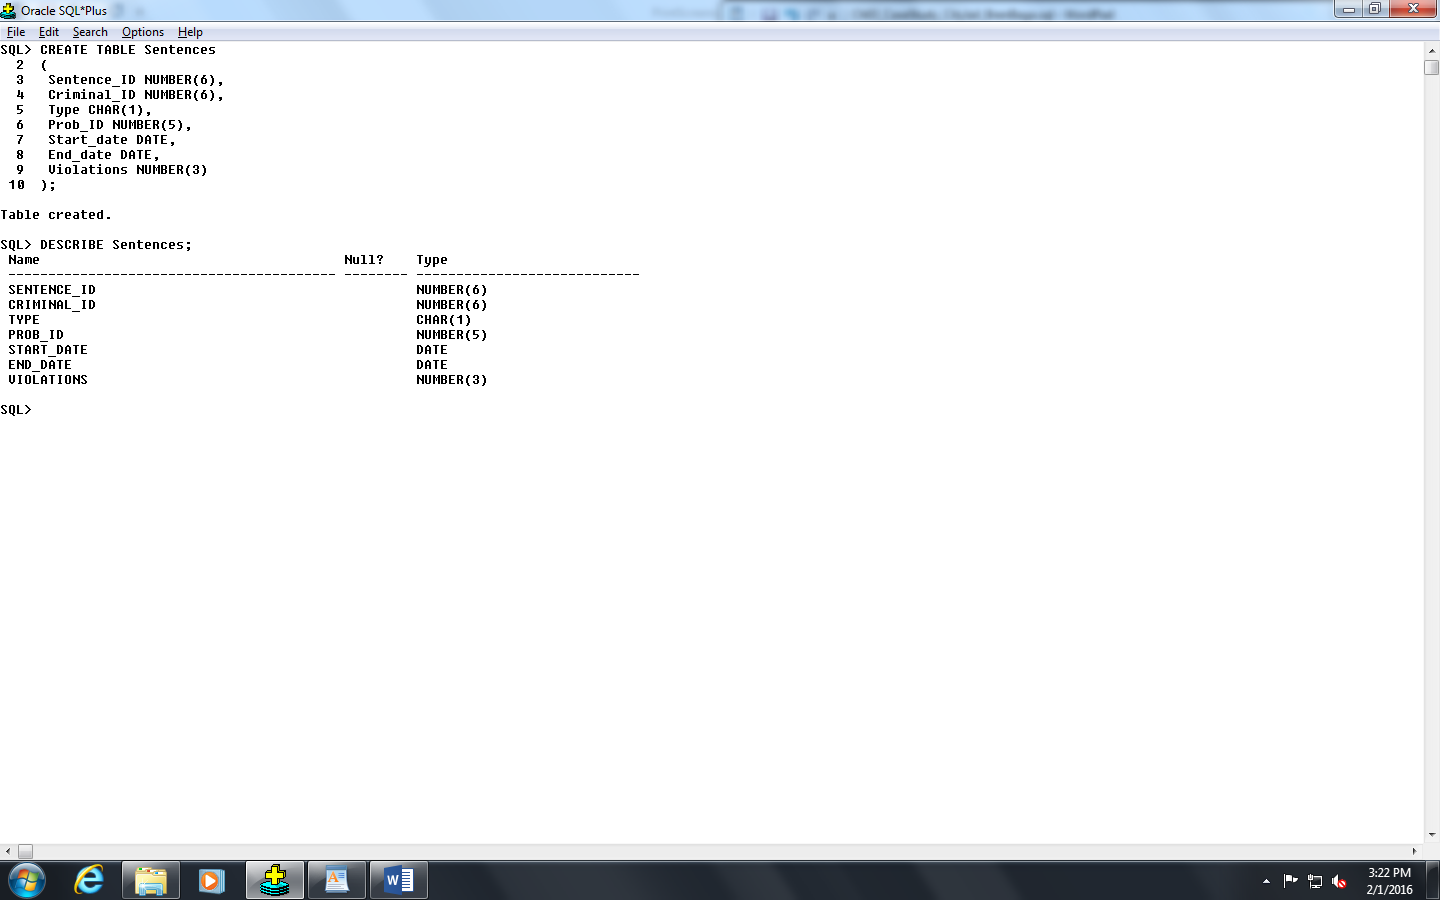 Oracle SQL*Plus
File Edit Search Options Help
SQL> CREATE TABLE Sentences
  2  (
  3   Sentence_ID NUMBER(6),
  4   Criminal_ID NUMBER(6),
  5   Type CHAR(1),
  6   Prob_ID NUMBER(5),
  7   Start_date DATE,
  8   End_date DATE,
  9   Violations NUMBER(3)
 10  );
Table created.
SQL> DESCRIBE Sentences;
 Name                                      Null?    Type
 ----------------------------------------- -------- ----------------------------
 SENTENCE_ID                                        NUMBER(6)
 CRIMINAL_ID                                        NUMBER(6)
 TYPE                                               CHAR(1)
 PROB_ID                                            NUMBER(5)
 START_DATE                                         DATE
 END_DATE                                           DATE
 VIOLATIONS                                         NUMBER(3)
SQL>
W
3:22 PM
2/1/2016